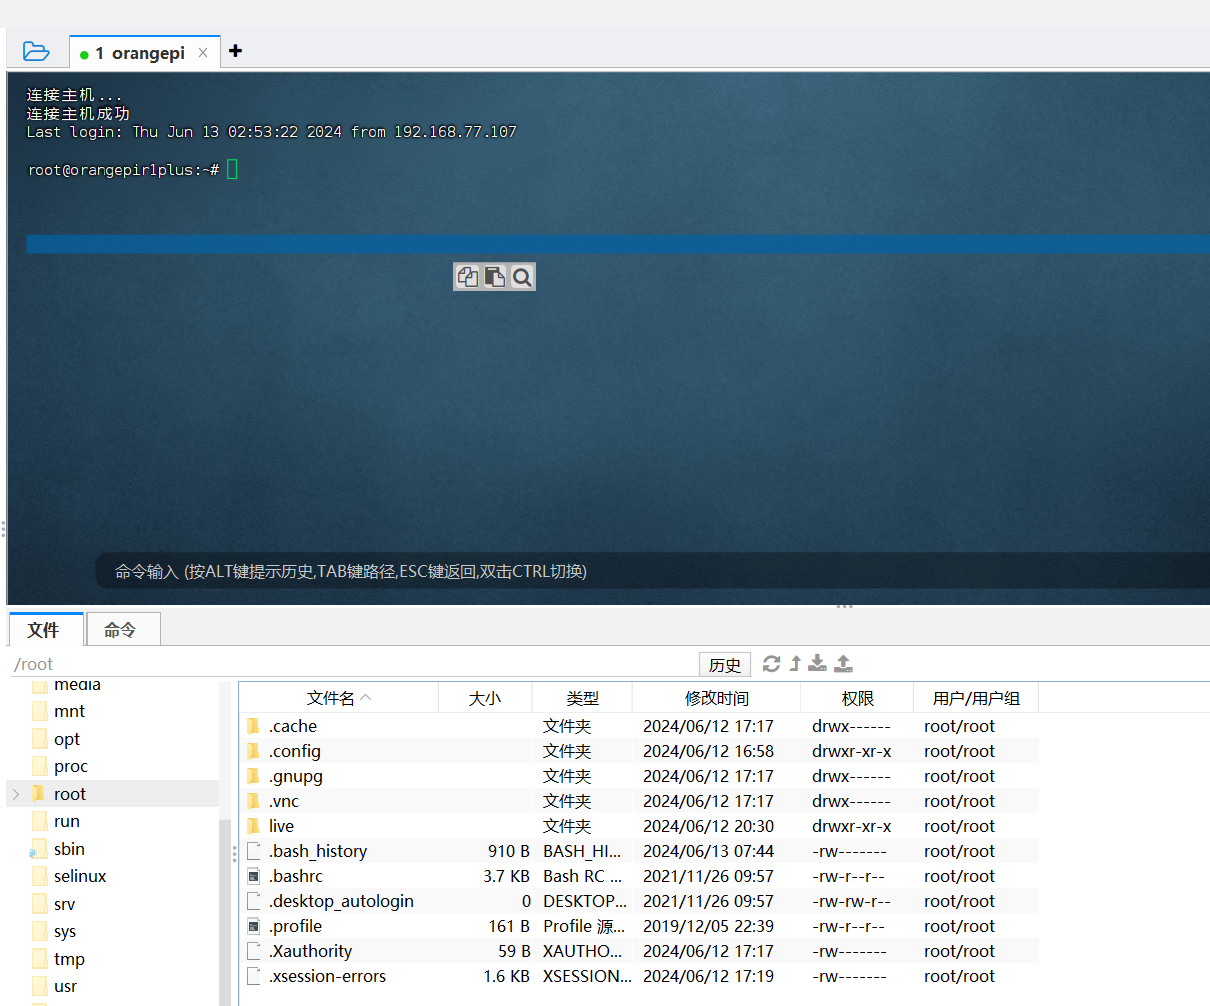 1 orangepi
连接主机...
连接主机成功
Last login: Thu Jun 13 02:53:22 2024 from 192.168.77.107
root@orangepir1plus:~#
命令输入 (按ALT键提示历史,TAB键路径,ESC键返回,双击CTRL切换)
文件 命令
/root 历史
media
mnt
opt
proc
root
run
sbin
selinux
srv
sys
tmp
usr
文件名 大小 类型 修改时间 权限 用户/用户组
.cache 文件夹 2024/06/12 17:17 drwx------ root/root
.config 文件夹 2024/06/12 16:58 drwxr-xr-x root/root
.gnupg 文件夹 2024/06/12 17:17 drwx------ root/root
.vnc 文件夹 2024/06/12 17:17 drwx------ root/root
live 文件夹 2024/06/12 20:30 drwxr-xr-x root/root
.bash_history 910 B BASH_HI... 2024/06/13 07:44 -rw------- root/root
.bashrc 3.7 KB Bash RC ... 2021/11/26 09:57 -rw-r--r-- root/root
.desktop_autologin 0 DESKTOP... 2021/11/26 09:57 -rw-rw-r-- root/root
.profile 161 B Profile 源... 2019/12/05 22:39 -rw-r--r-- root/root
.Xauthority 59 B XAUTHO... 2024/06/12 17:17 -rw------- root/root
.xsession-errors 1.6 KB XSESSION... 2024/06/12 17:19 -rw------- root/root